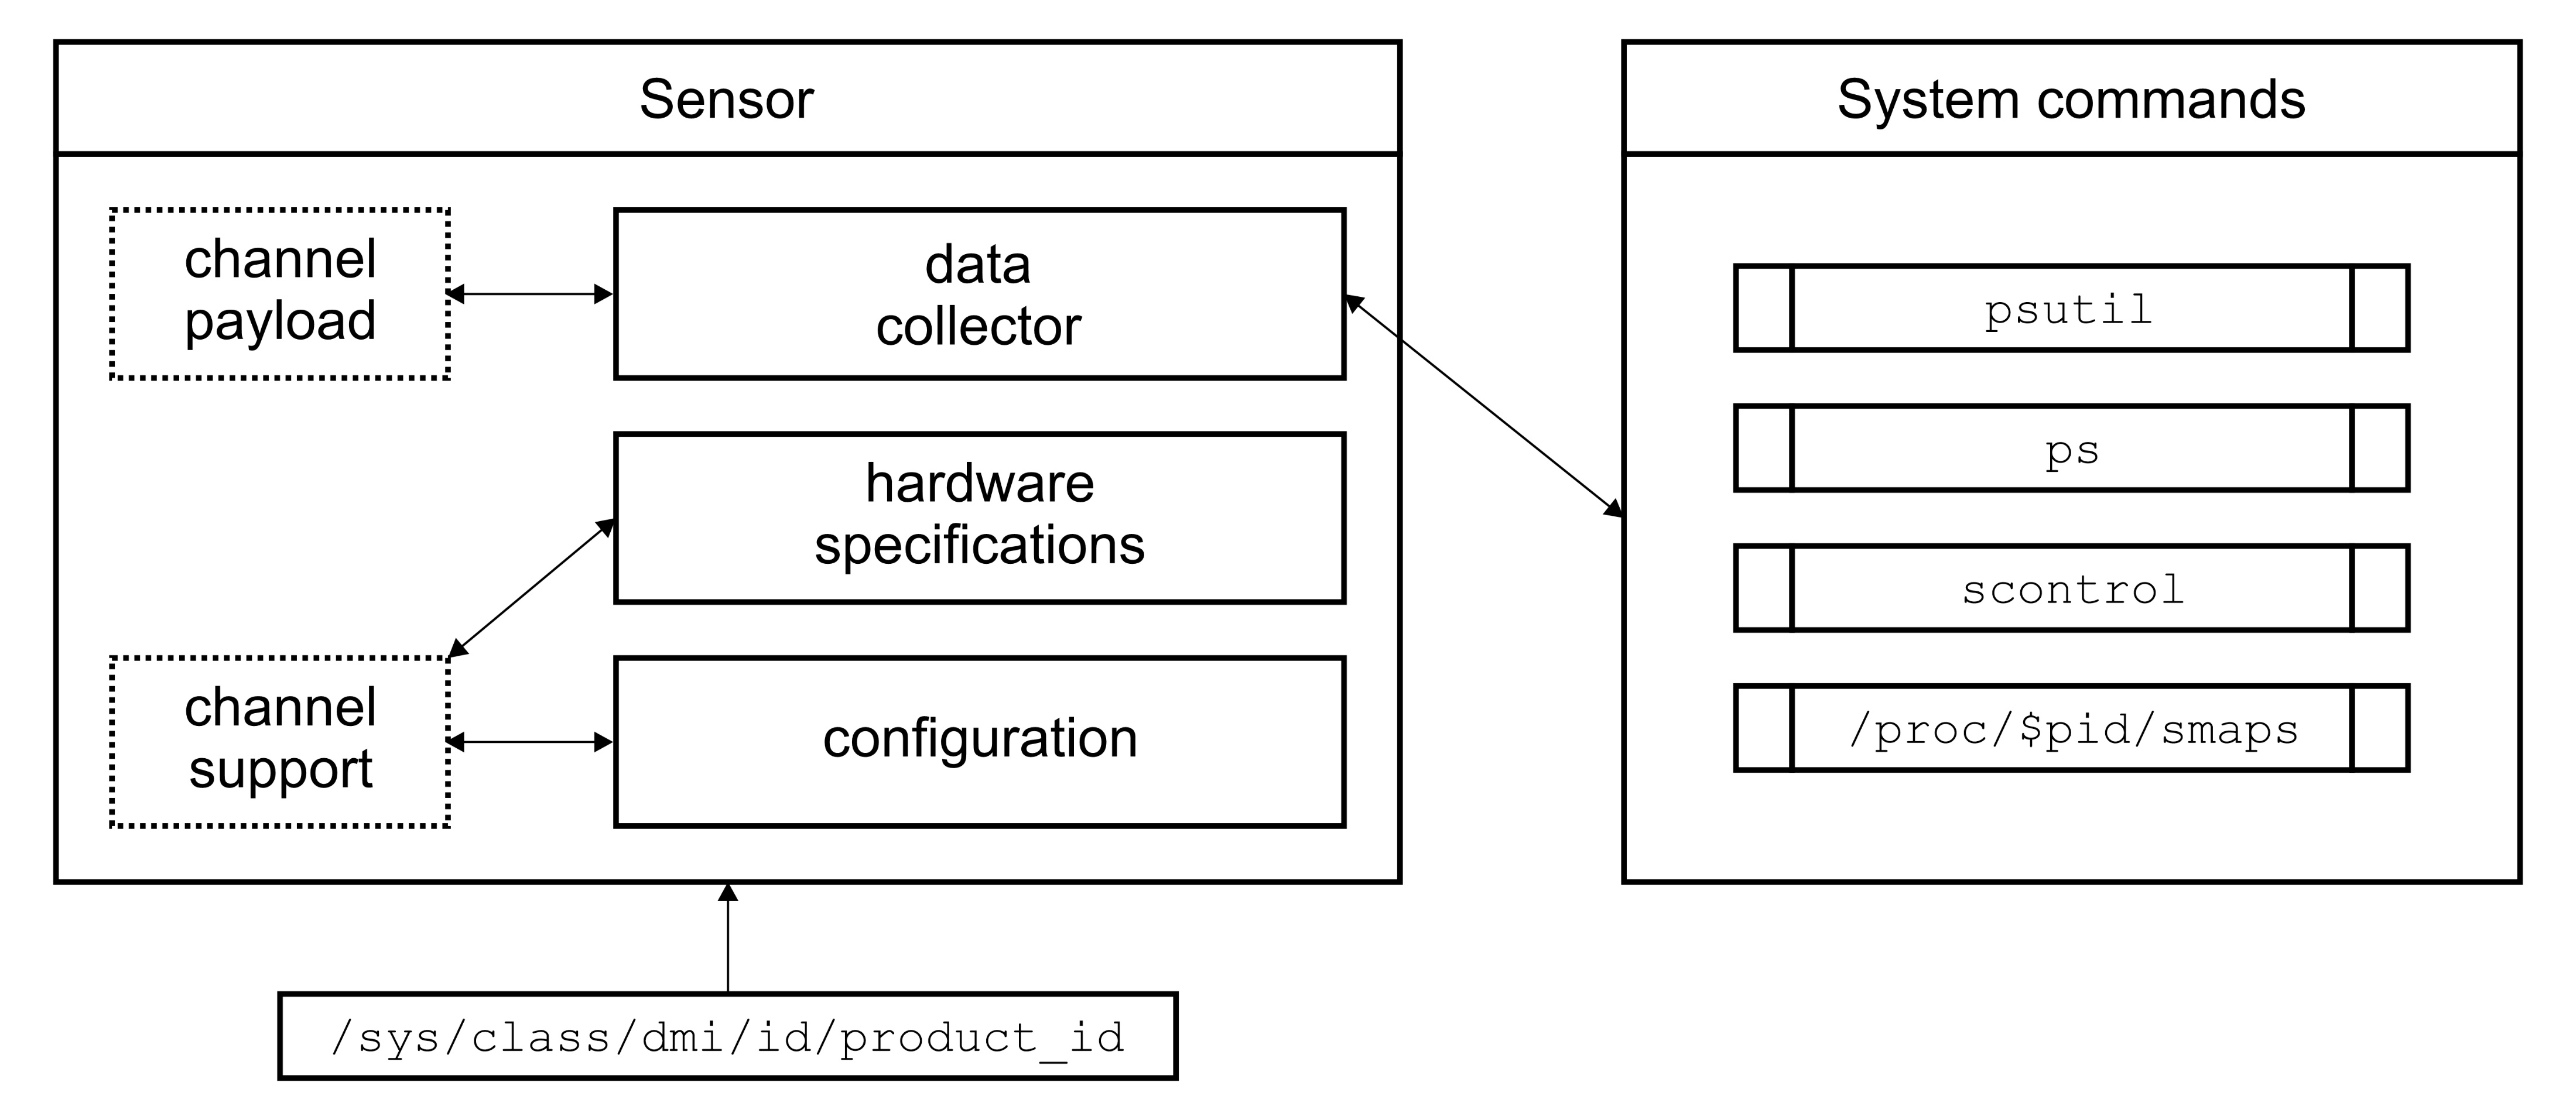 Sensor
channel
payload
data
collector
hardware
specifications
channel
support
configuration
/sys/class/dmi/id/product_id
System commands
psutil
ps
scontrol
/proc/$pid/smaps